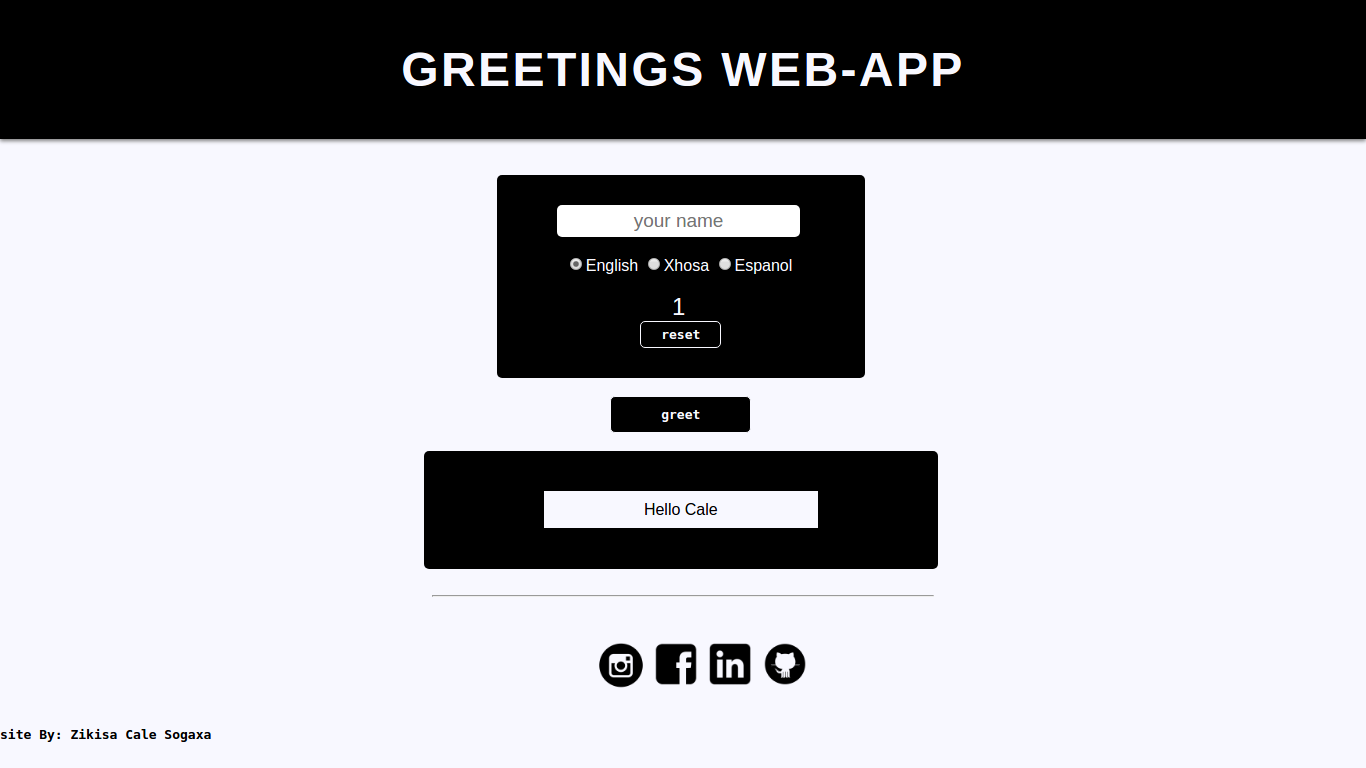 GREETINGS WEB-APP
your name
English Xhosa Espanol
1
reset
greet
Hello Cale
site By: Zikisa Cale Sogaxa